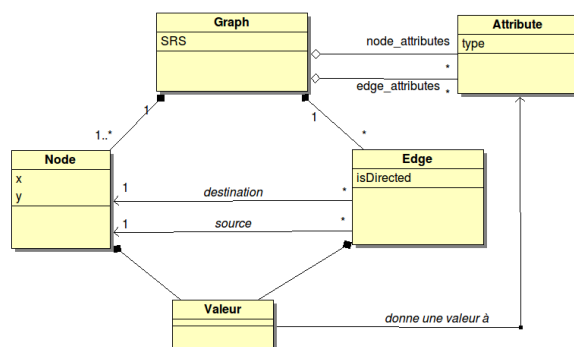 Graph
SRS
Attribute
type
node_attributes
*
edge_attributes
*
1
1
1..*
*
Node
x
y
Edge
isDirected
1
destination
*
1
source
*
Valeur
donne une valeur à